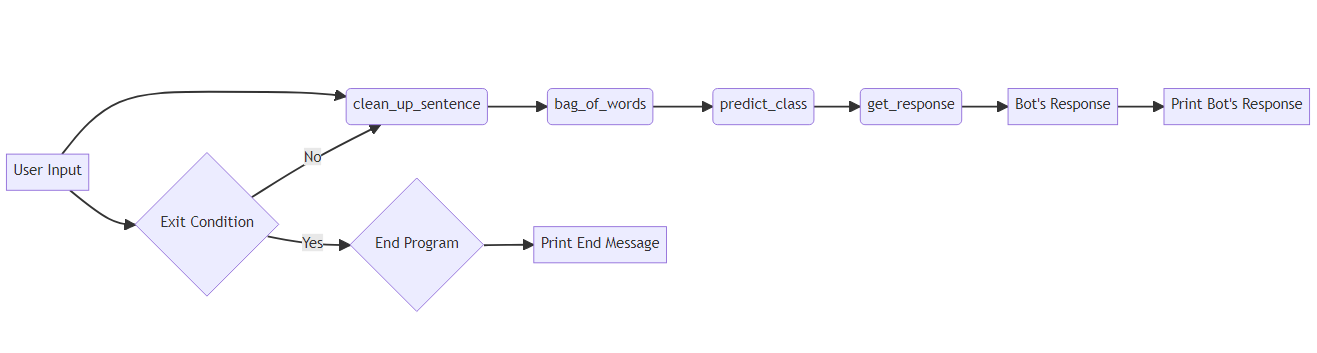 clean_up_sentence
bag_of_words
predict_class
get_response
Bot's Response
Print Bot's Response
No
User Input
Exit Condition
Yes
End Program
Print End Message